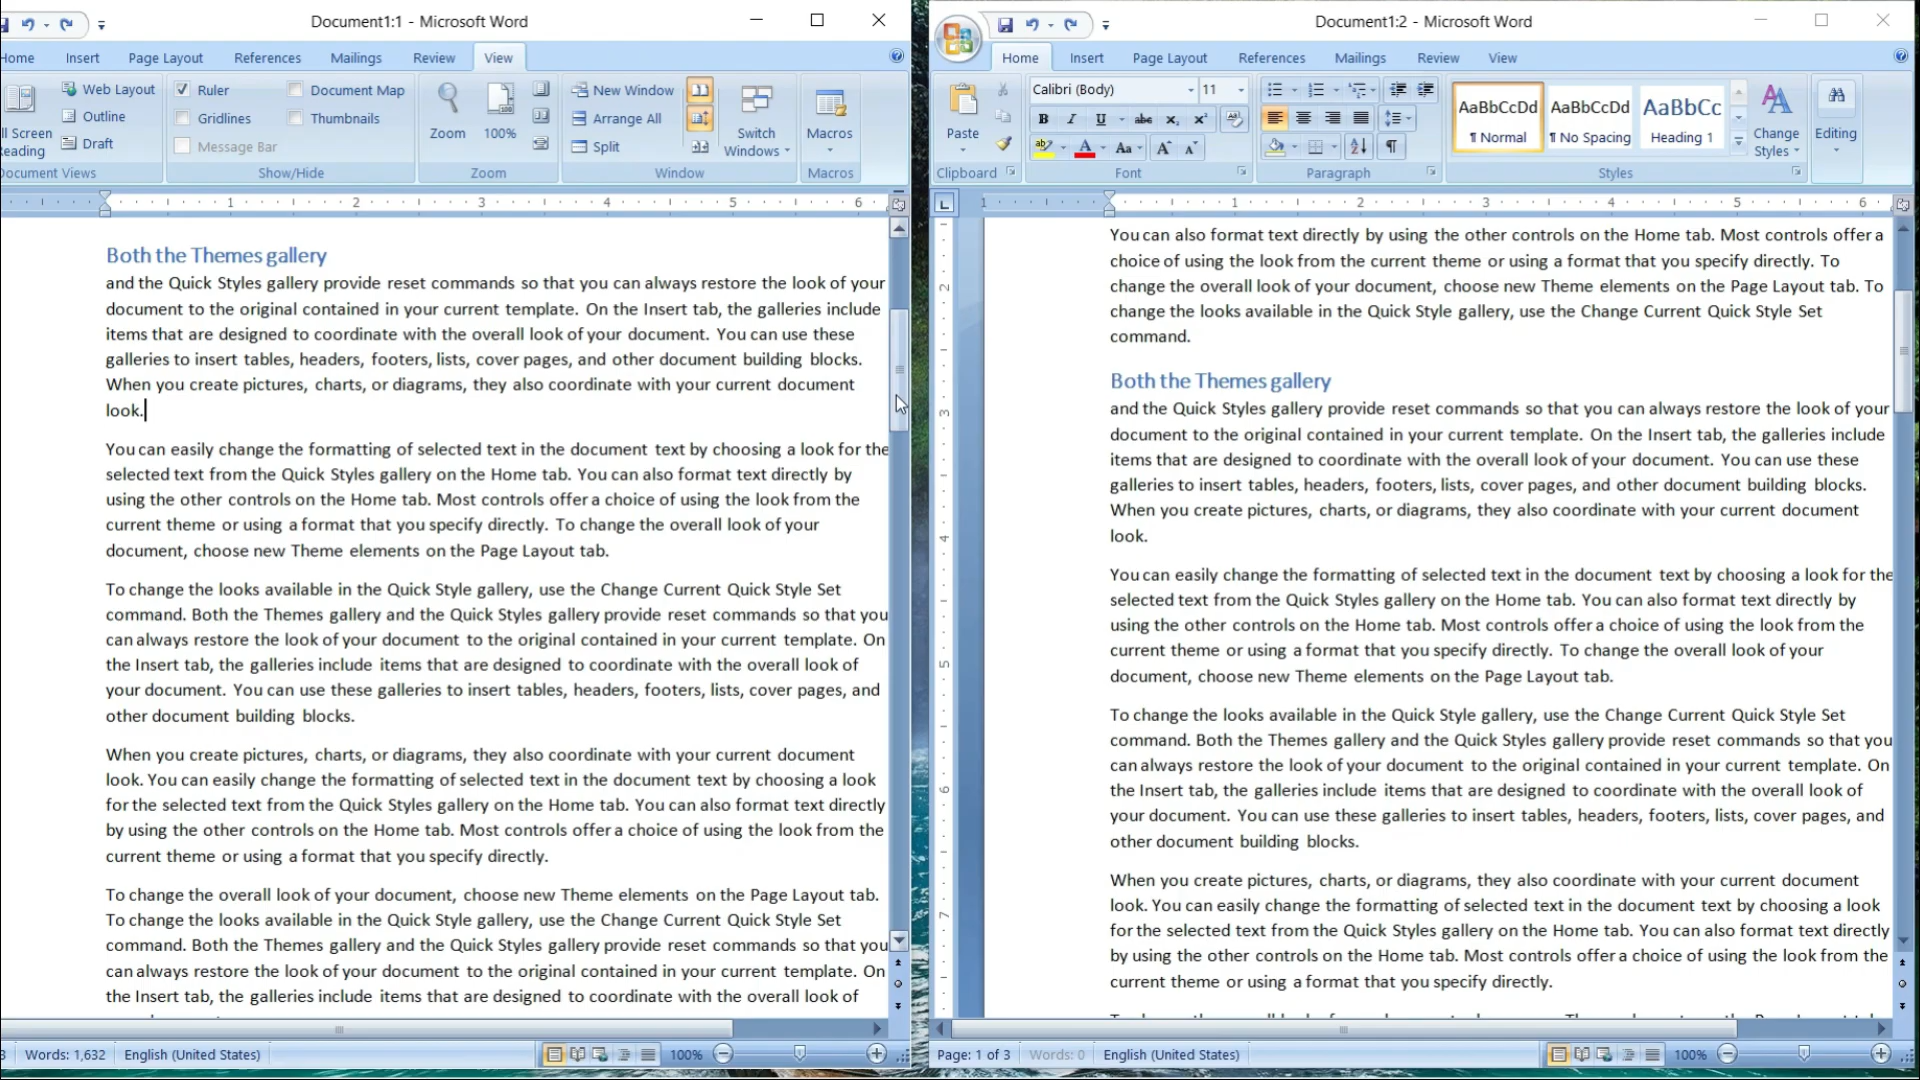 Document1:1 - Microsoft Word
Home Insert Page Layout References Mailings Review View
Web Layout
Outline
Draft
Screen
Document Views
Ruler
Gridlines
Message Bar
Document Map
Thumbnails
Show/Hide
Zoom
100%
Zoom
New Window
Arrange All
Split
Switch
Windows
Window
Macros
Macros
1 2 3 4 5 6
Both the Themes gallery
and the Quick Styles gallery provide reset commands so that you can always restore the look of your
document to the original contained in your current template. On the Insert tab, the galleries include
items that are designed to coordinate with the overall look of your document. You can use these
galleries to insert tables, headers, footers, lists, cover pages, and other document building blocks.
When you create pictures, charts, or diagrams, they also coordinate with your current document
look.
You can easily change the formatting of selected text in the document text by choosing a look for the
selected text from the Quick Styles gallery on the Home tab. You can also format text directly by
using the other controls on the Home tab. Most controls offer a choice of using the look from the
current theme or using a format that you specify directly. To change the overall look of your
document, choose new Theme elements on the Page Layout tab.
To change the looks available in the Quick Style gallery, use the Change Current Quick Style Set
command. Both the Themes gallery and the Quick Styles gallery provide reset commands so that you
can always restore the look of your document to the original contained in your current template. On
the Insert tab, the galleries include items that are designed to coordinate with the overall look of
your document. You can use these galleries to insert tables, headers, footers, lists, cover pages, and
other document building blocks.
When you create pictures, charts, or diagrams, they also coordinate with your current document
look. You can easily change the formatting of selected text in the document text by choosing a look
for the selected text from the Quick Styles gallery on the Home tab. You can also format text directly
by using the other controls on the Home tab. Most controls offer a choice of using the look from the
current theme or using a format that you specify directly.
To change the overall look of your document, choose new Theme elements on the Page Layout tab.
To change the looks available in the Quick Style gallery, use the Change Current Quick Style Set
command. Both the Themes gallery and the Quick Styles gallery provide reset commands so that you
can always restore the look of your document to the original contained in your current template. On
the Insert tab, the galleries include items that are designed to coordinate with the overall look of
3 Words: 1,632 English (United States) 100%
Document1:2 - Microsoft Word
Home Insert Page Layout References Mailings Review View
Paste
Clipboard
Calibri (Body) 11
B I U abc x₂ x²
ab A Aa A A
Font
Paragraph
AaBbCcDd AaBbCcDd AaBbCc
¶ Normal ¶ No Spacing Heading 1
Change
Styles
Styles
Editing
1 1 2 3 4 5 6
You can also format text directly by using the other controls on the Home tab. Most controls offer a
choice of using the look from the current theme or using a format that you specify directly. To
change the overall look of your document, choose new Theme elements on the Page Layout tab. To
change the looks available in the Quick Style gallery, use the Change Current Quick Style Set
command.
Both the Themes gallery
and the Quick Styles gallery provide reset commands so that you can always restore the look of your
document to the original contained in your current template. On the Insert tab, the galleries include
items that are designed to coordinate with the overall look of your document. You can use these
galleries to insert tables, headers, footers, lists, cover pages, and other document building blocks.
When you create pictures, charts, or diagrams, they also coordinate with your current document
look.
You can easily change the formatting of selected text in the document text by choosing a look for the
selected text from the Quick Styles gallery on the Home tab. You can also format text directly by
using the other controls on the Home tab. Most controls offer a choice of using the look from the
current theme or using a format that you specify directly. To change the overall look of your
document, choose new Theme elements on the Page Layout tab.
To change the looks available in the Quick Style gallery, use the Change Current Quick Style Set
command. Both the Themes gallery and the Quick Styles gallery provide reset commands so that you
can always restore the look of your document to the original contained in your current template. On
the Insert tab, the galleries include items that are designed to coordinate with the overall look of
your document. You can use these galleries to insert tables, headers, footers, lists, cover pages, and
other document building blocks.
When you create pictures, charts, or diagrams, they also coordinate with your current document
look. You can easily change the formatting of selected text in the document text by choosing a look
for the selected text from the Quick Styles gallery on the Home tab. You can also format text directly
by using the other controls on the Home tab. Most controls offer a choice of using the look from the
current theme or using a format that you specify directly.
2
3
4
5
6
7
Page: 1 of 3 Words: 0 English (United States) 100%